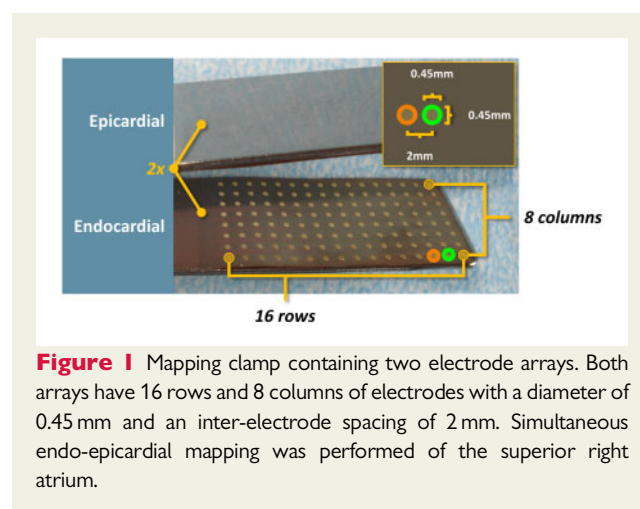 0.45mm
Epicardial
0.45mm
2mm
2x
Endocardial
8 columns
16 rows
Figure 1 Mapping clamp containing two electrode arrays. Both
arrays have 16 rows and 8 columns of electrodes with a diameter of
0.45 mm and an inter-electrode spacing of 2 mm. Simultaneous
endo-epicardial mapping was performed of the superior right
atrium.